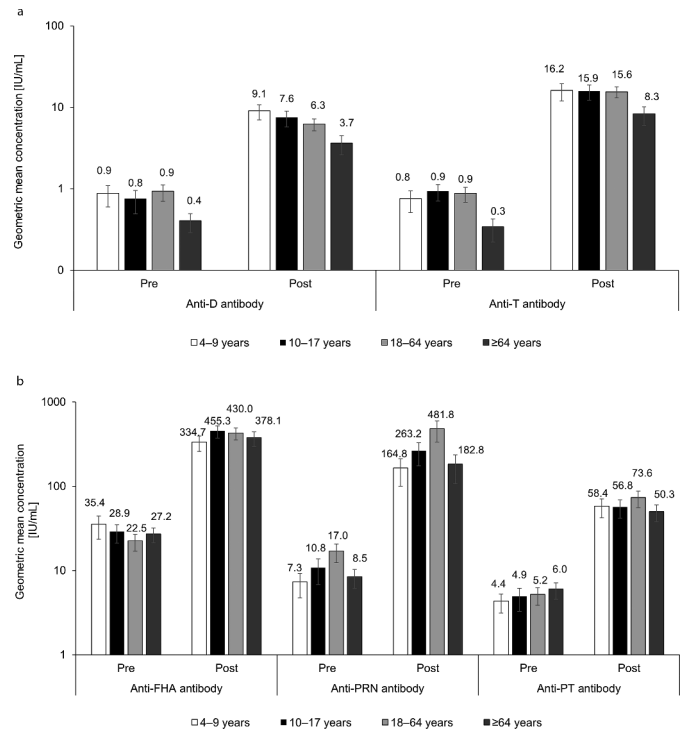 a
Geometric mean concentration [IU/mL]
100
10
1
0
0.9
0.8
0.9
0.4
9.1
7.6
6.3
3.7
0.8
0.9
0.9
0.3
16.2
15.9
15.6
8.3
Pre
Post
Pre
Post
Anti-D antibody
Anti-T antibody
4–9 years
10–17 years
18–64 years
≥64 years
b
Geometric mean concentration
[IU/mL]
1000
100
10
1
35.4
28.9
22.5
27.2
334.7
455.3
430.0
378.1
7.3
10.8
17.0
8.5
164.8
263.2
481.8
182.8
4.4
4.9
5.2
6.0
58.4
56.8
73.6
50.3
Pre
Post
Pre
Post
Pre
Post
Anti-FHA antibody
Anti-PRN antibody
Anti-PT antibody
4–9 years
10–17 years
18–64 years
≥64 years